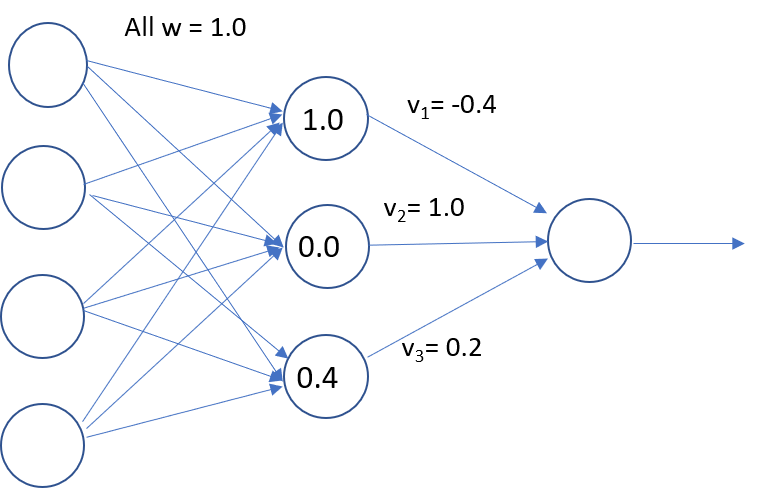 All w = 1.0
1.0
v₁= -0.4
0.0
v₂= 1.0
0.4
v₃= 0.2